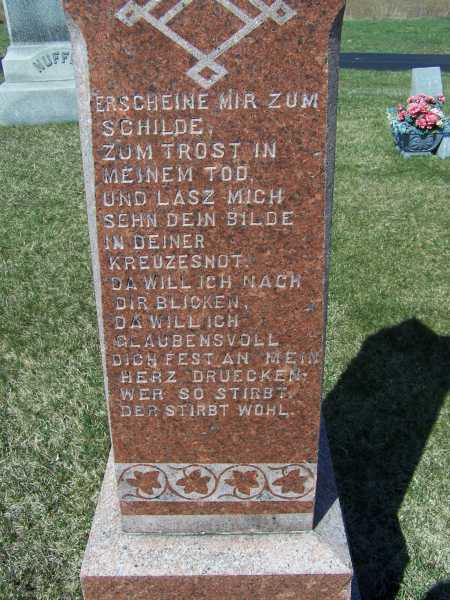 NUFF
ERSCHEINE MIR ZUM
SCHILDE,
ZUM TROST IN
MEINEM TOD,
UND LASZ MICH
SEHN DEIN BILDE
IN DEINER
KREUZESNOT.
DA WILL ICH NACH
DIR BLICKEN,
DA WILL ICH
GLAUBENSVOLL
DICH FEST AN MEIN
HERZ DRUECKEN.
WER SO STIRBT,
DER STIRBT WOHL.